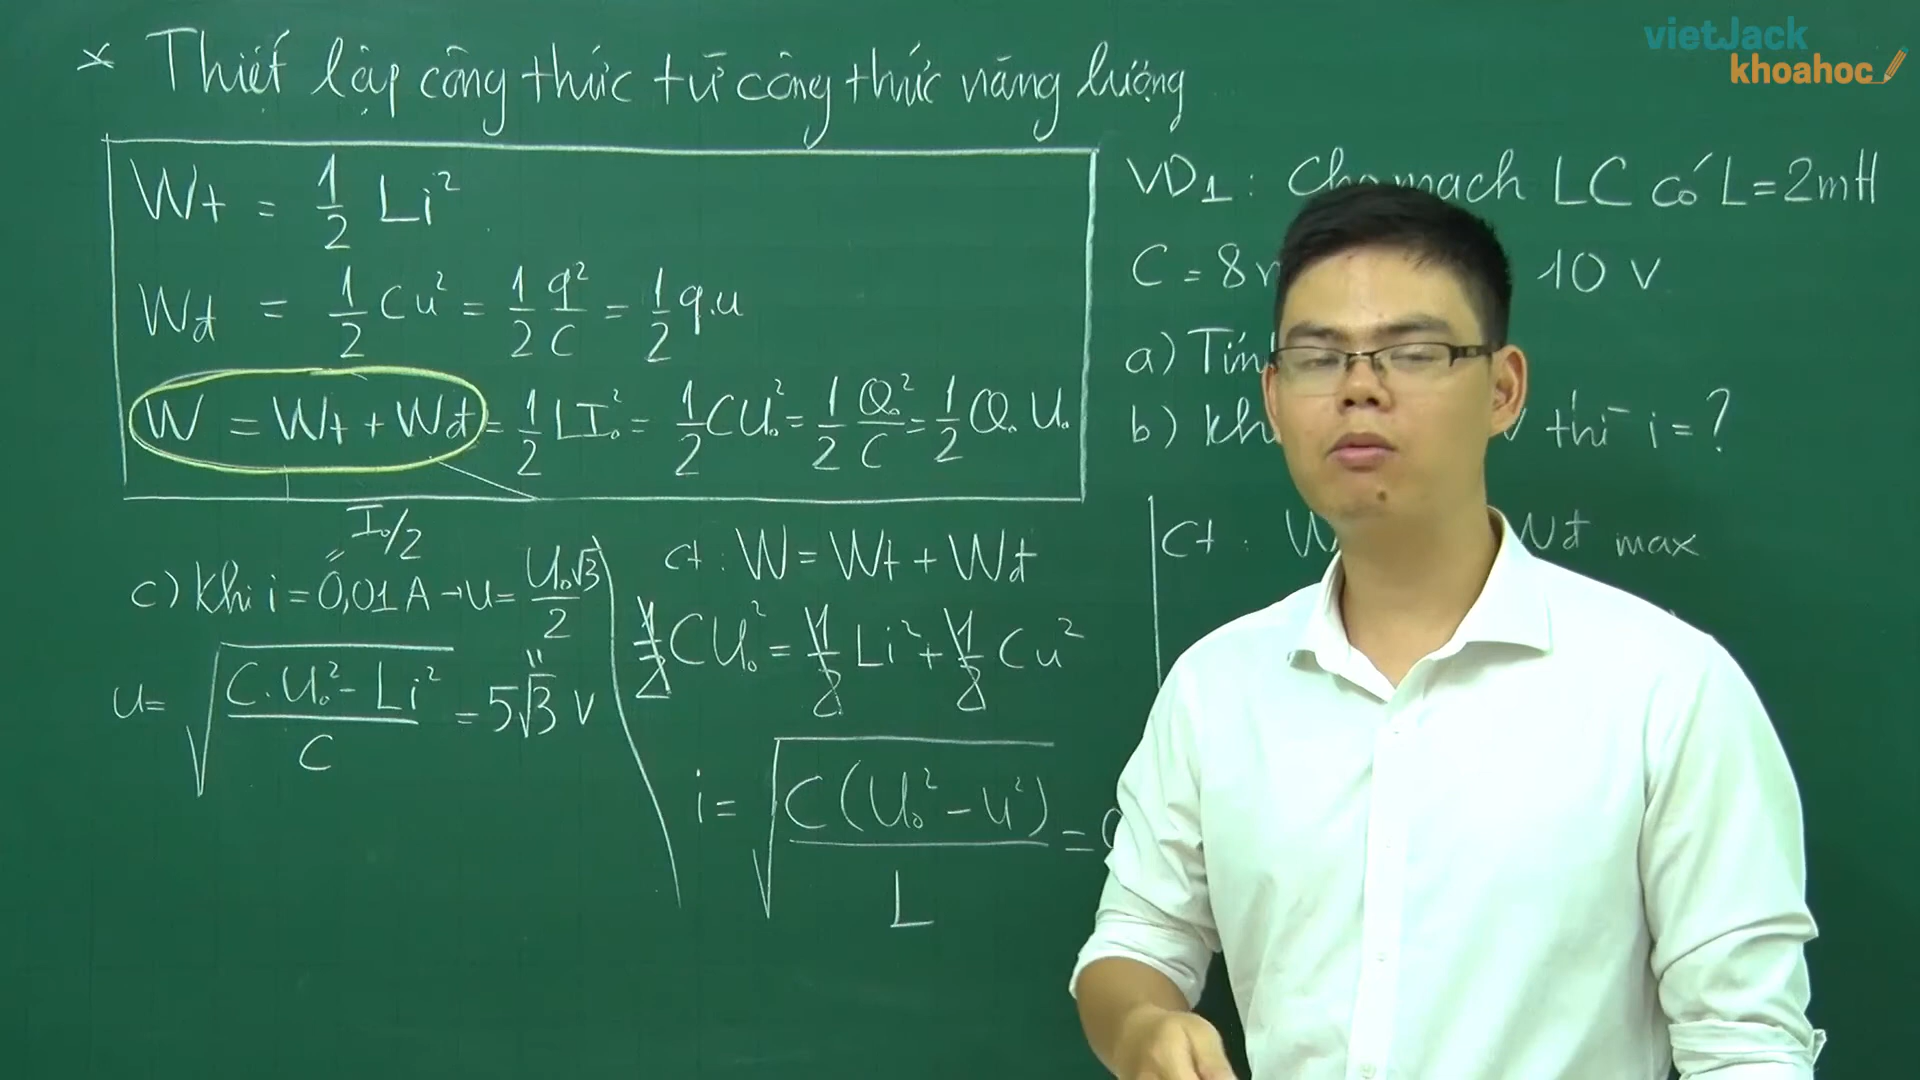 vietJack
khoahoc
* Thiết lập công thức từ công thức năng lượng
Wt = 1/2 Li²
Wđ = 1/2 Cu² = 1/2 q²/C = 1/2 q.u
W = Wt + Wđ = 1/2 LI₀² = 1/2 CU₀² = 1/2 Q₀²/C = 1/2 Q₀ U₀
VD1: Cho mạch LC có L = 2mH
C = 8 10 V
a) Tính
b) Khi thì i = ?
Ct : Wđ max
I₀/2
c) Khi i = 0,01A → u = U₀√3/2
u = √((C.U₀² - Li²)/C) = 5√3 V
ct : W = Wt + Wđ
1/2 CU₀² = 1/2 Li² + 1/2 Cu²
i = √(C(U₀² - u²)/L) =